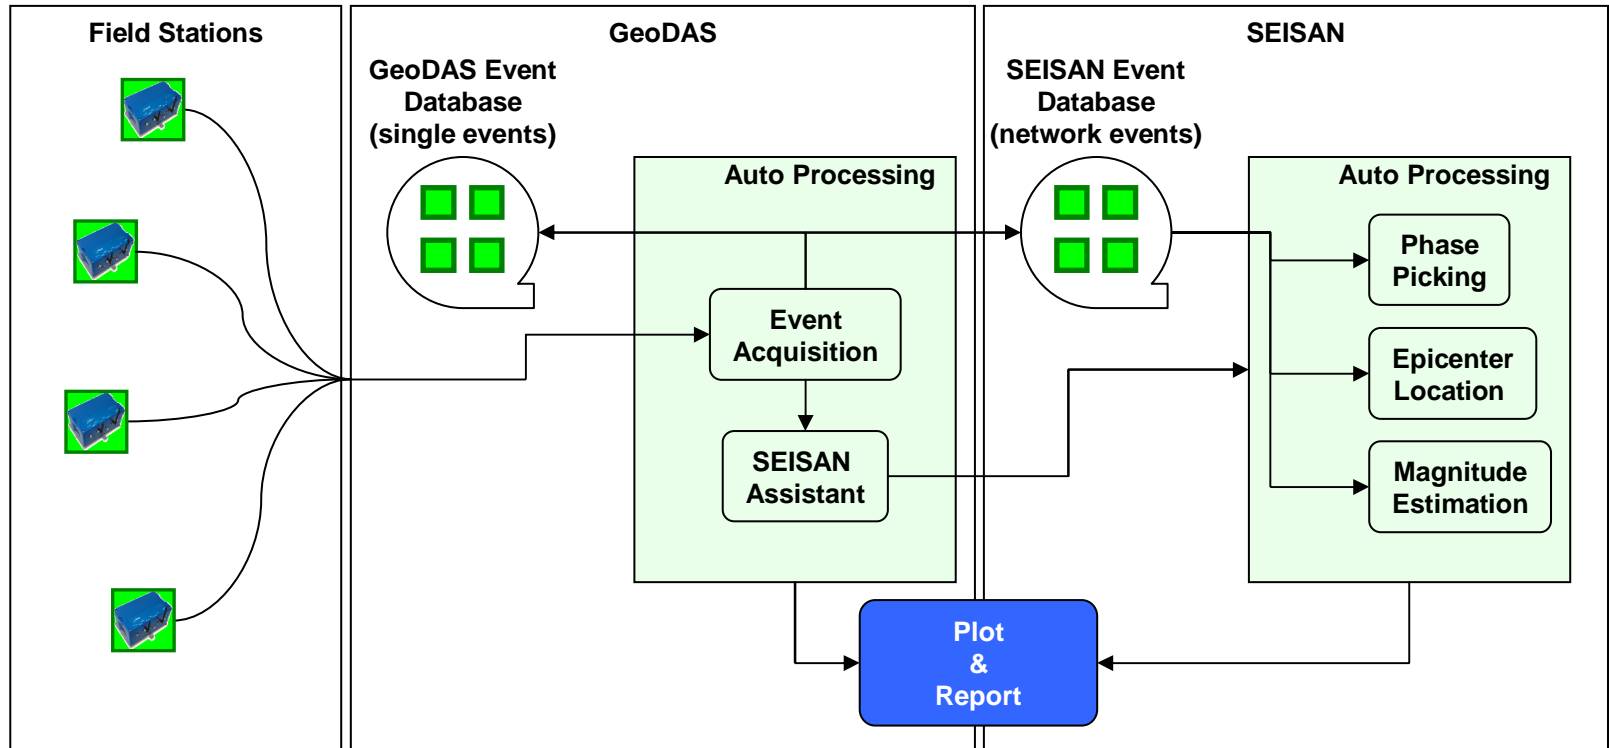 Field Stations
GeoDAS
SEISAN
GeoDAS Event
Database
(single events)
SEISAN Event
Database
(network events)
Auto Processing
Event
Acquisition
SEISAN
Assistant
Auto Processing
Phase
Picking
Epicenter
Location
Magnitude
Estimation
Plot
&
Report